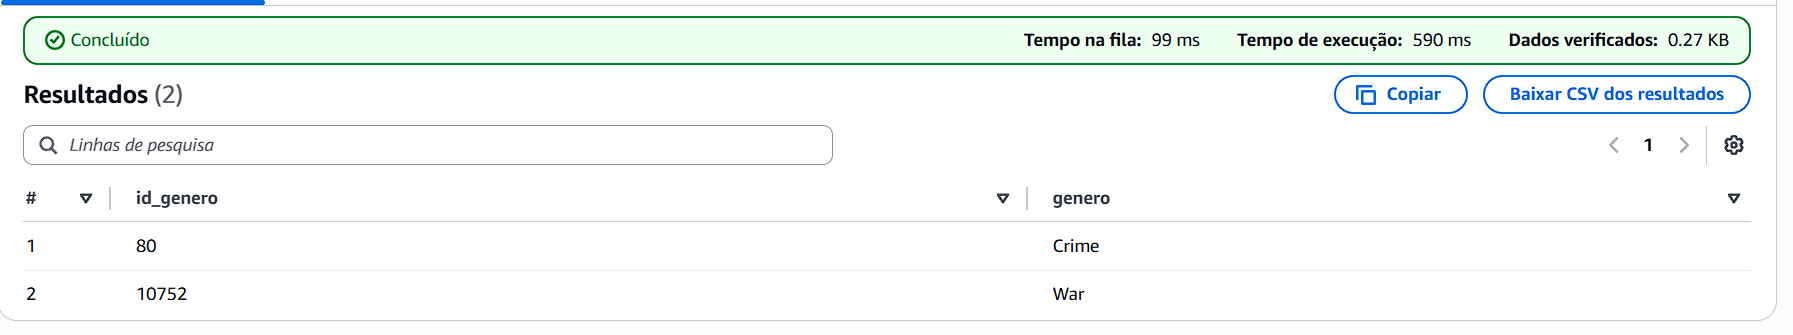 Concluído Tempo na fila: 99 ms Tempo de execução: 590 ms Dados verificados: 0.27 KB
Resultados (2) Copiar Baixar CSV dos resultados
Linhas de pesquisa 1
# id_genero genero
1 80 Crime
2 10752 War